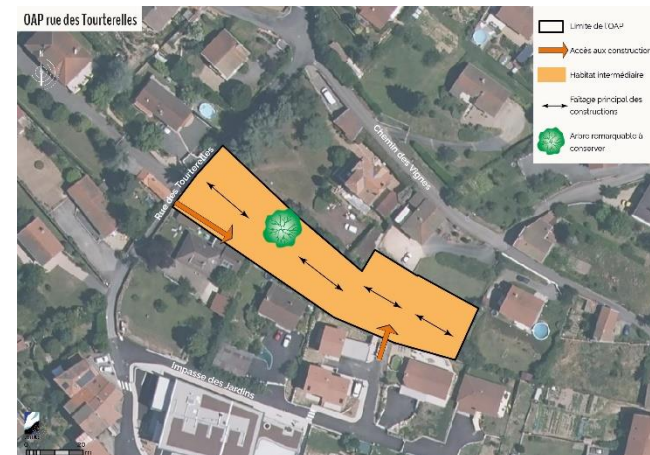 OAP rue des Tourterelles
Limite de l'OAP
Accès aux construction
Habitat intermédiaire
Faîtage principal des
constructions
Arbre remarquable à
conserver
Chemin des Vignes
Rue des Tourterelles
Impasse des Jardins